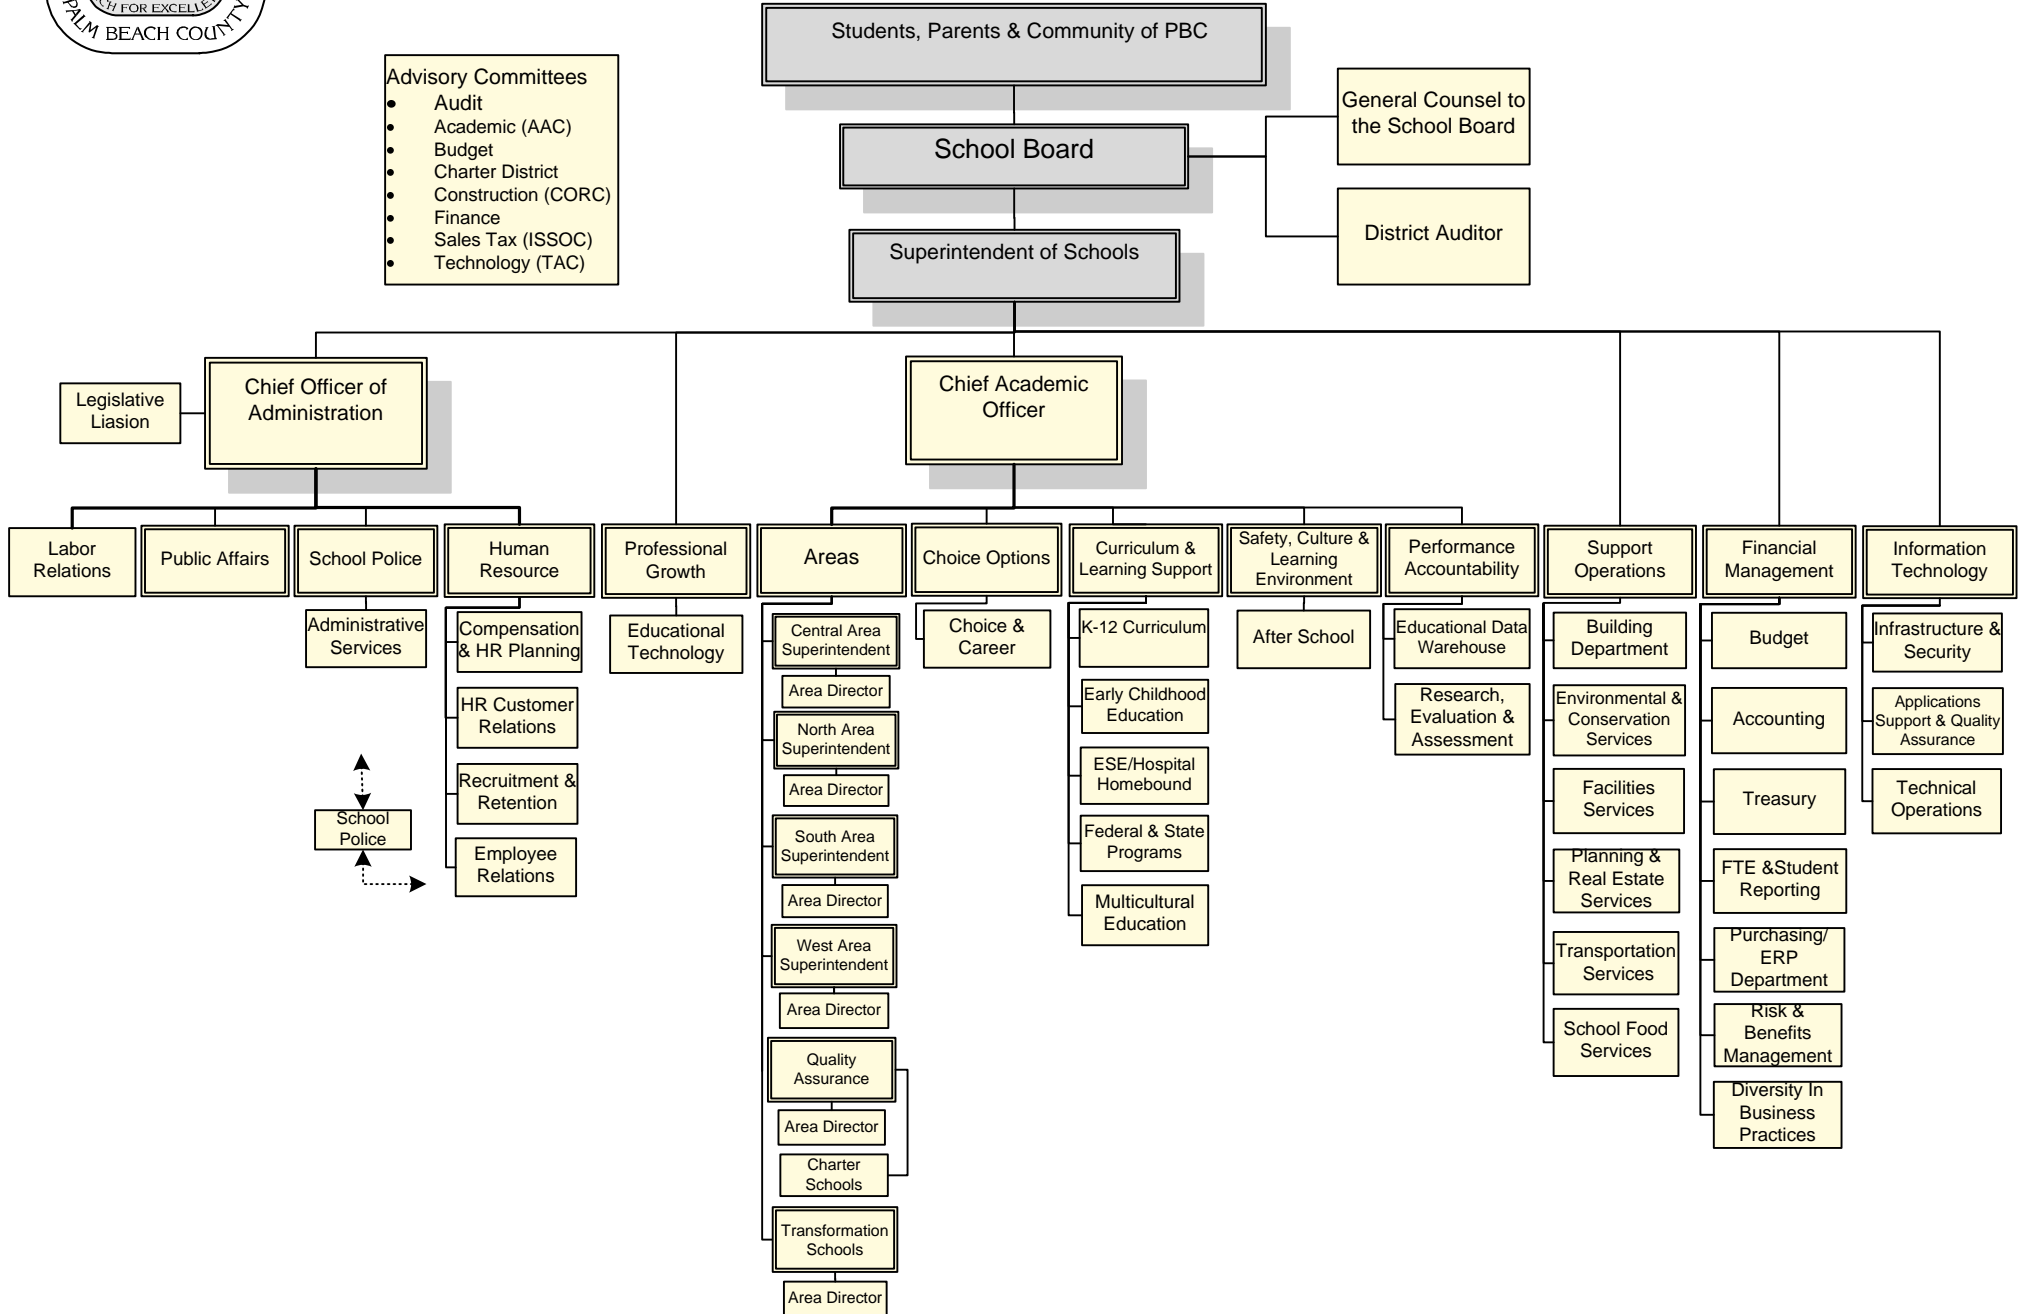 CH FOR EXCELLE
PALM BEACH COUNTY
Students, Parents & Community of PBC
Advisory Committees
• Audit
• Academic (AAC)
• Budget
• Charter District
• Construction (CORC)
• Finance
• Sales Tax (ISSOC)
• Technology (TAC)
General Counsel to
the School Board
School Board
District Auditor
Superintendent of Schools
Legislative
Liasion
Chief Officer of
Administration
Chief Academic
Officer
Labor
Relations
Public Affairs
School Police
Human
Resource
Professional
Growth
Areas
Choice Options
Curriculum &
Learning Support
Safety, Culture &
Learning
Environment
Performance
Accountability
Support
Operations
Financial
Management
Information
Technology
Administrative
Services
Compensation
& HR Planning
HR Customer
Relations
Recruitment &
Retention
Employee
Relations
School
Police
Educational
Technology
Central Area
Superintendent
Area Director
North Area
Superintendent
Area Director
South Area
Superintendent
Area Director
West Area
Superintendent
Area Director
Quality
Assurance
Area Director
Charter
Schools
Transformation
Schools
Area Director
Choice &
Career
K-12 Curriculum
Early Childhood
Education
ESE/Hospital
Homebound
Federal & State
Programs
Multicultural
Education
After School
Educational Data
Warehouse
Research,
Evaluation &
Assessment
Building
Department
Environmental &
Conservation
Services
Facilities
Services
Planning &
Real Estate
Services
Transportation
Services
School Food
Services
Budget
Accounting
Treasury
FTE &Student
Reporting
Purchasing/
ERP
Department
Risk &
Benefits
Management
Diversity In
Business
Practices
Infrastructure &
Security
Applications
Support & Quality
Assurance
Technical
Operations